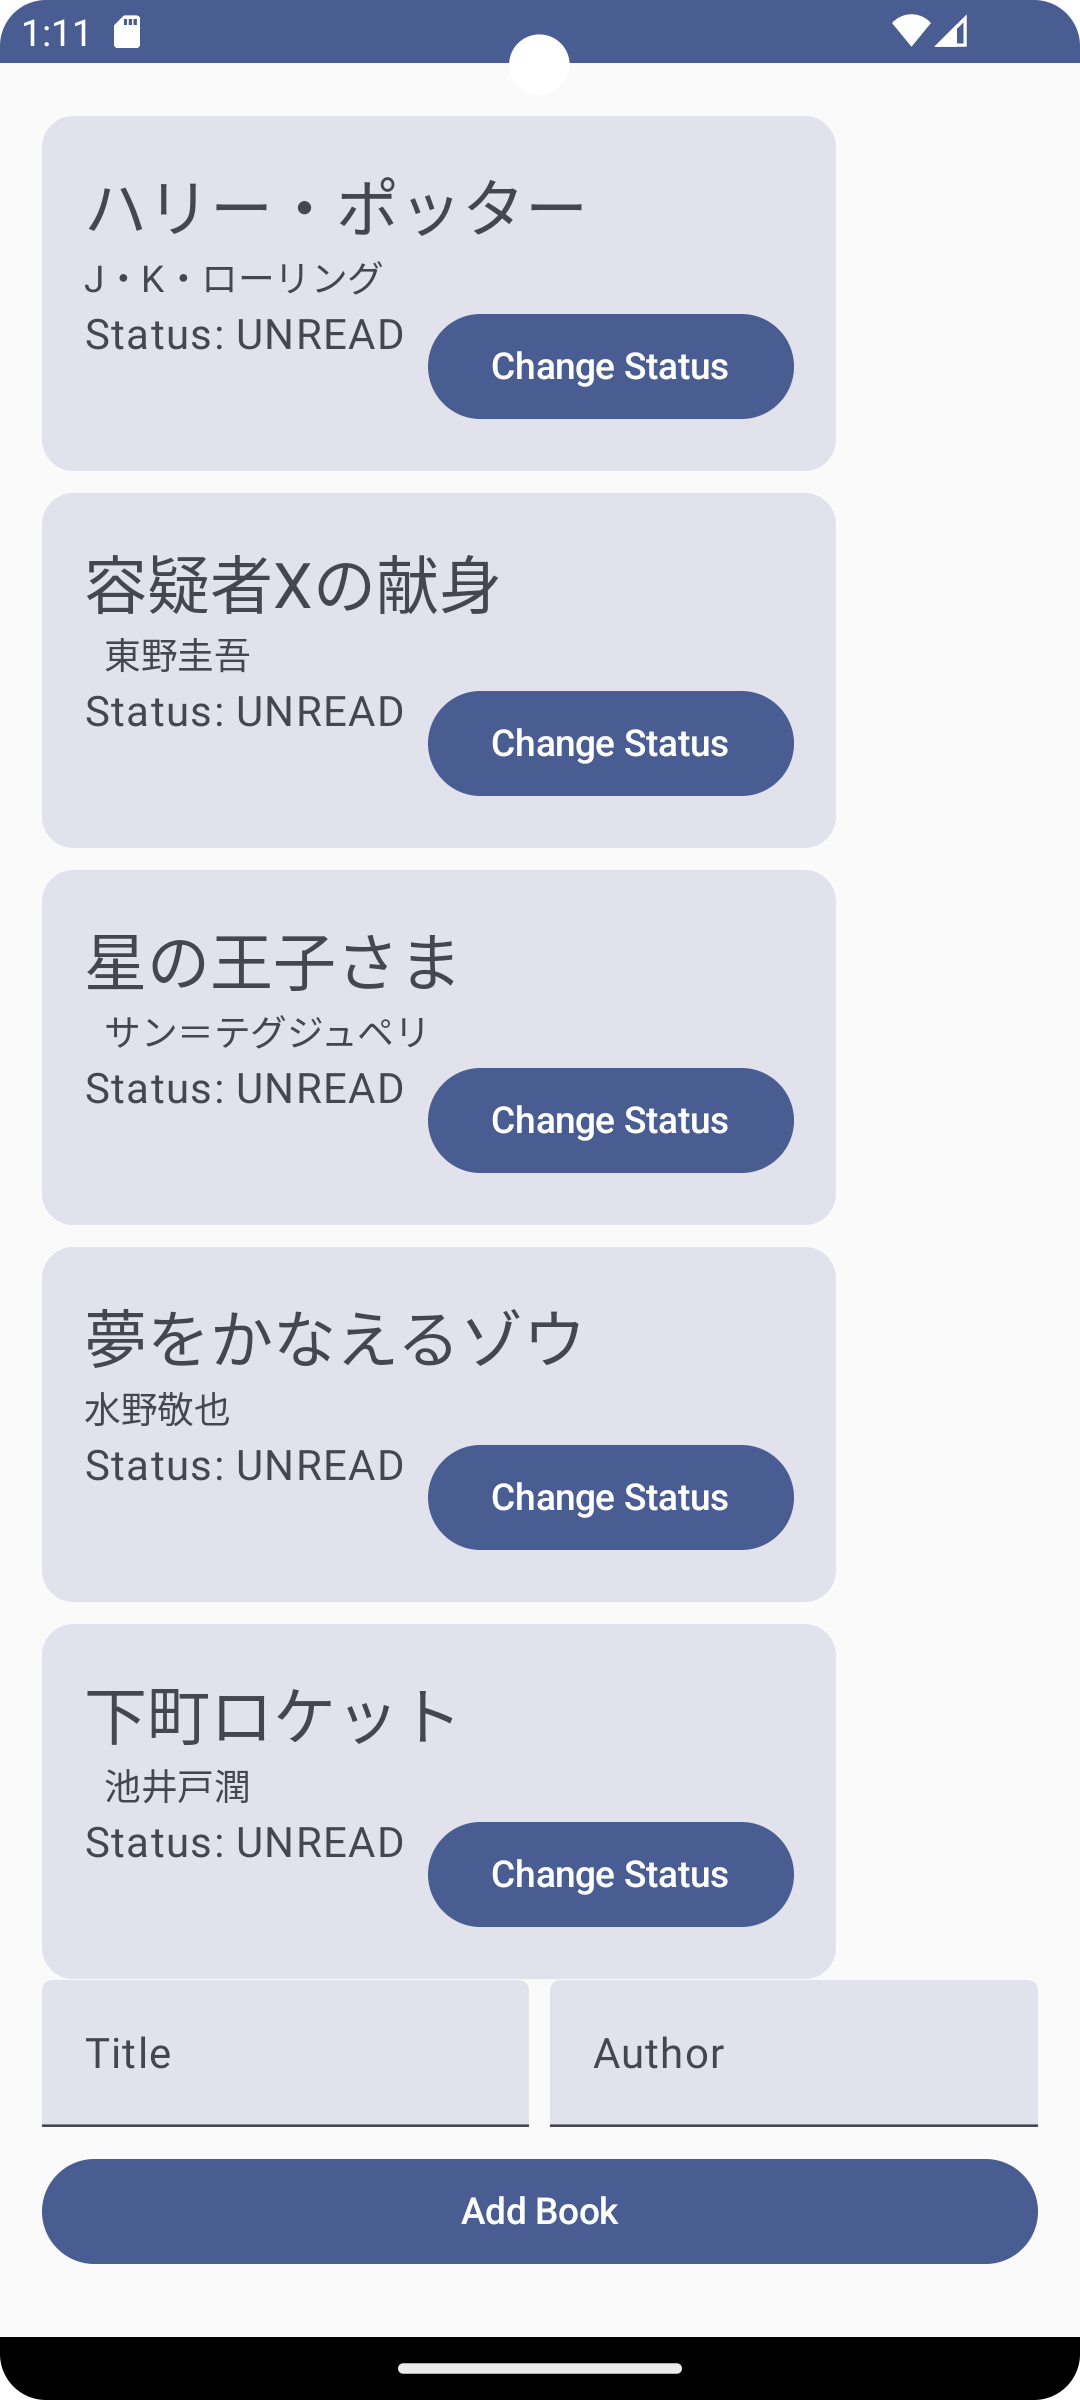 1:11
ハリー・ポッター
J・K・ローリング
Status: UNREAD
Change Status
容疑者Xの献身
東野圭吾
Status: UNREAD
Change Status
星の王子さま
サン＝テグジュペリ
Status: UNREAD
Change Status
夢をかなえるゾウ
水野敬也
Status: UNREAD
Change Status
下町ロケット
池井戸潤
Status: UNREAD
Change Status
Title
Author
Add Book